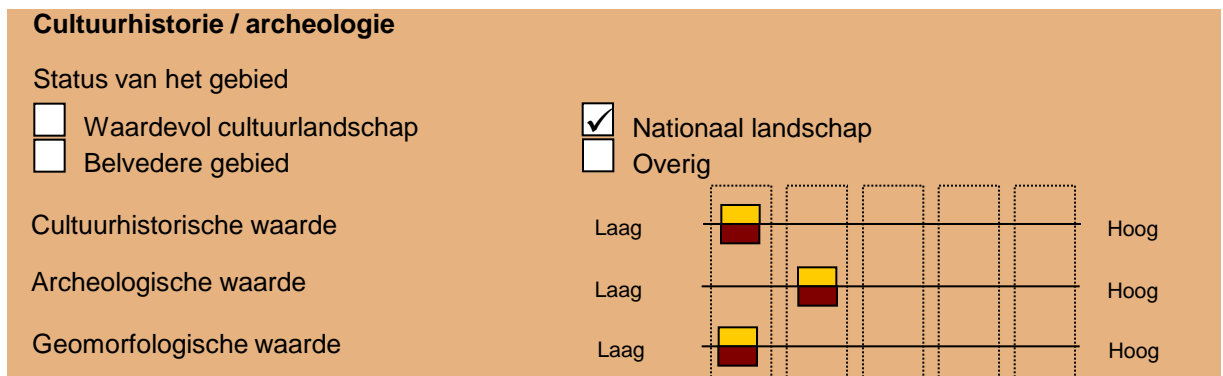 Cultuurhistorie / archeologie
Status van het gebied
Waardevol cultuurlandschap
Nationaal landschap
Belvedere gebied
Overig
Cultuurhistorische waarde Laag Hoog
Archeologische waarde Laag Hoog
Geomorfologische waarde Laag Hoog